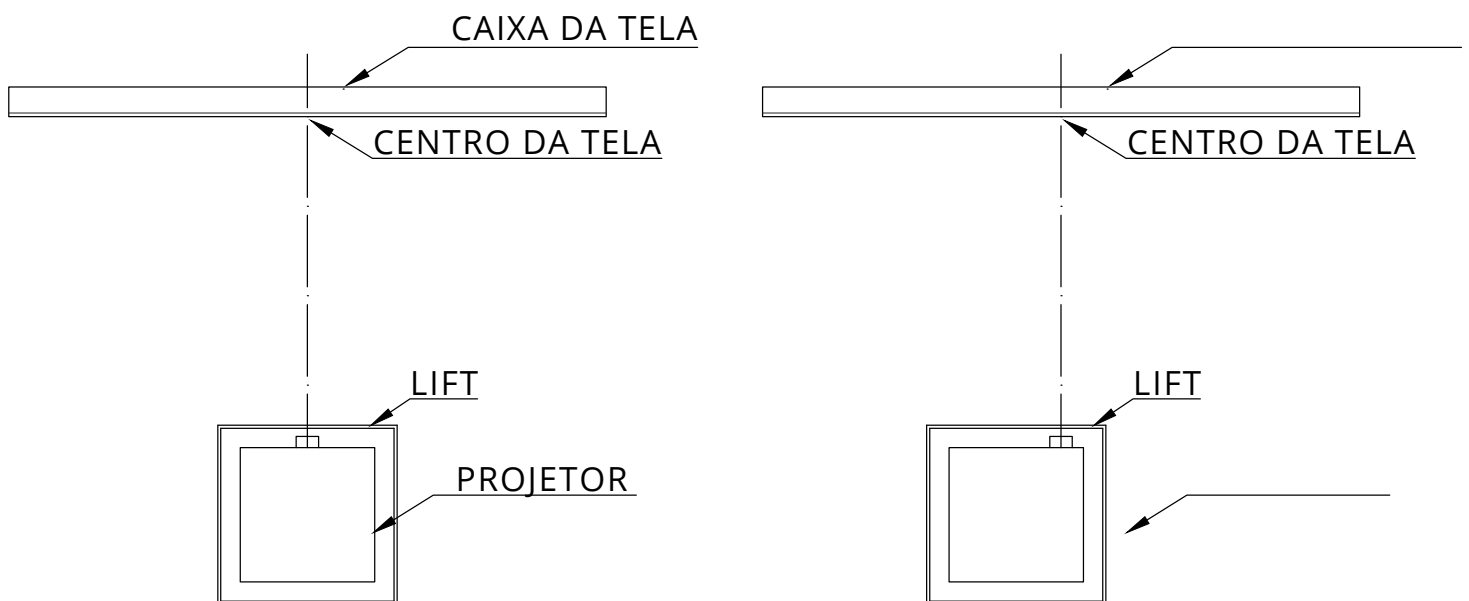 CAIXA DA TELA
CENTRO DA TELA
CENTRO DA TELA
LIFT
LIFT
PROJETOR